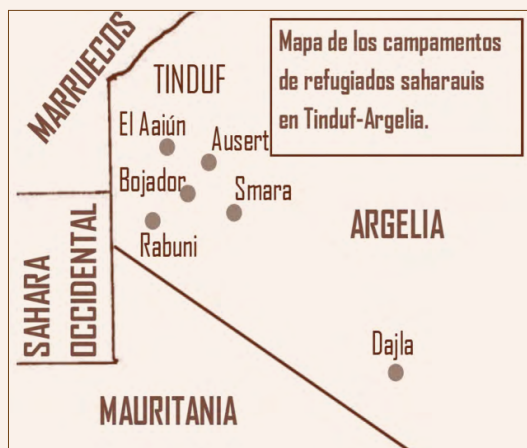 MARRUECOS
Mapa de los campamentos
de refugiados saharauis
en Tinduf-Argelia.
TINDUF
El Aaiún
Ausert
Bojador
Smara
Rabuni
ARGELIA
SAHARA
OCCIDENTAL
Dajla
MAURITANIA